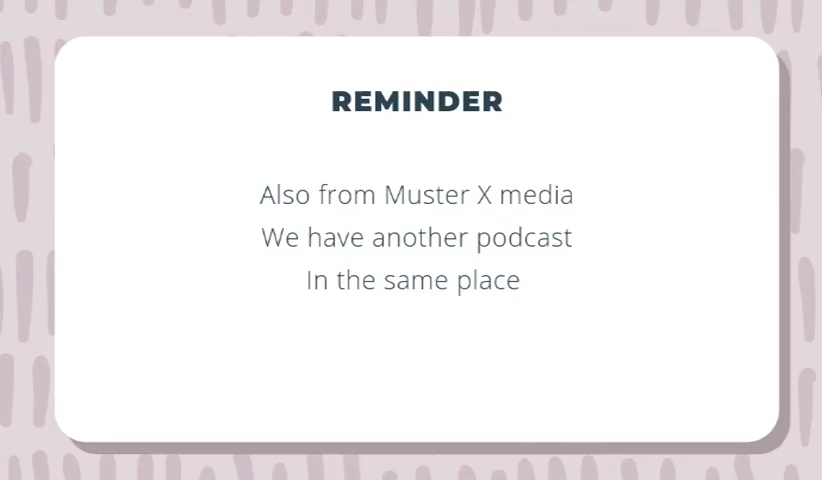 REMINDER
Also from Muster X media
We have another podcast
In the same place